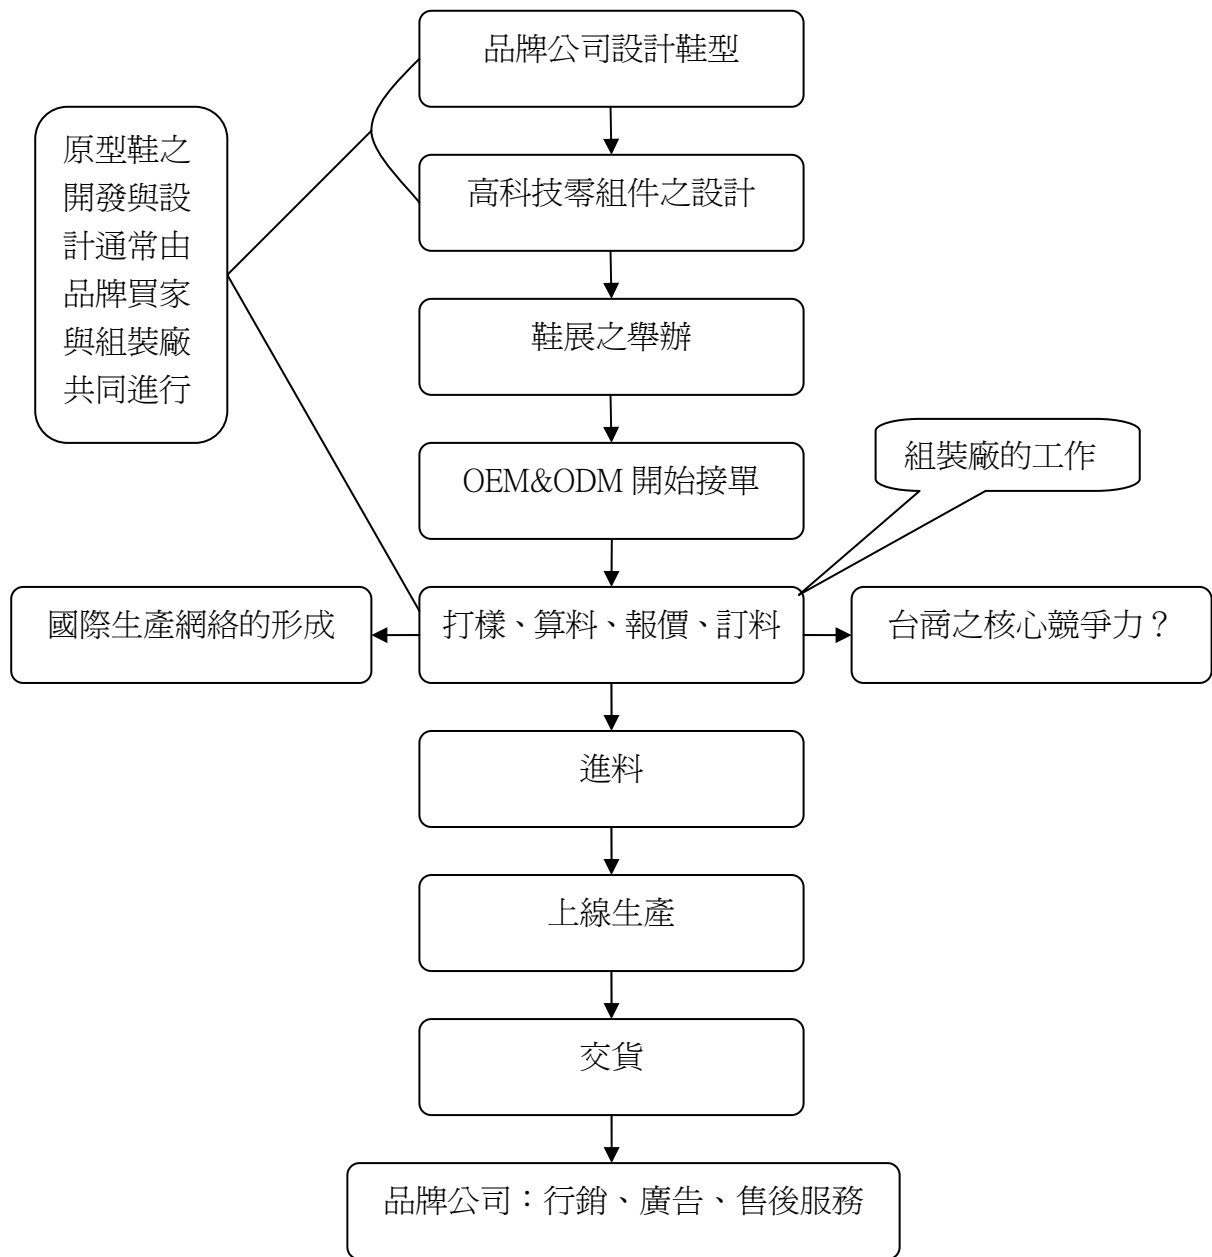 品牌公司設計鞋型
原型鞋之
開發與設
計通常由
品牌買家
與組裝廠
共同進行
高科技零組件之設計
鞋展之舉辦
OEM&ODM 開始接單
組裝廠的工作
國際生產網絡的形成
打樣、算料、報價、訂料
台商之核心競爭力？
進料
上線生產
交貨
品牌公司：行銷、廣告、售後服務